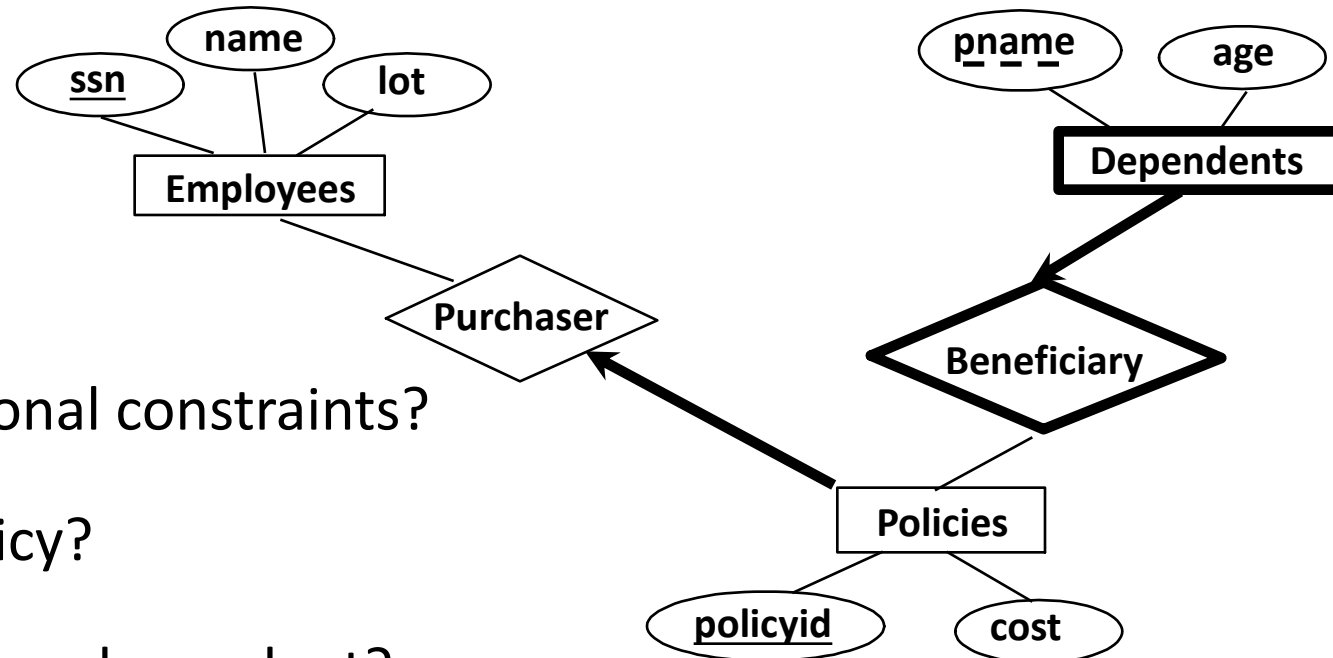 name
pname
age
ssn
lot
Dependents
Employees
Purchaser
Beneficiary
onal constraints?
Policies
icy?
policyid
cost